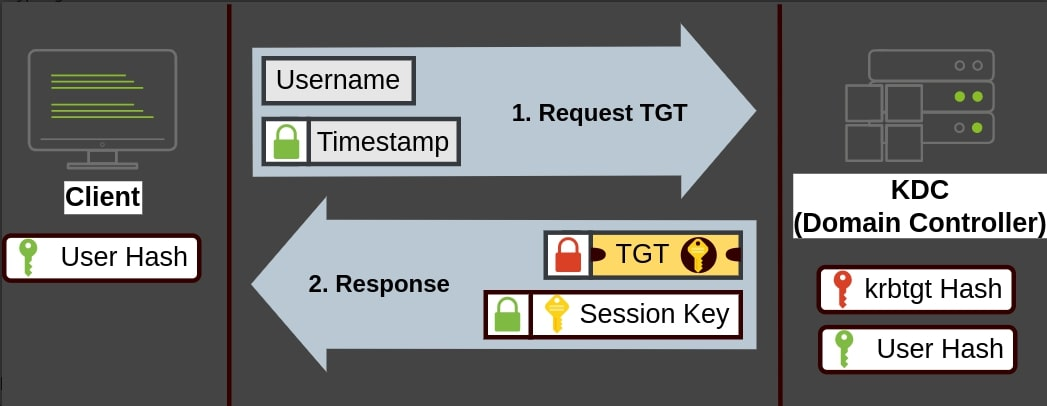 Username
1. Request TGT
Timestamp
Client
KDC
(Domain Controller)
User Hash
TGT
2. Response
Session Key
krbtgt Hash
User Hash